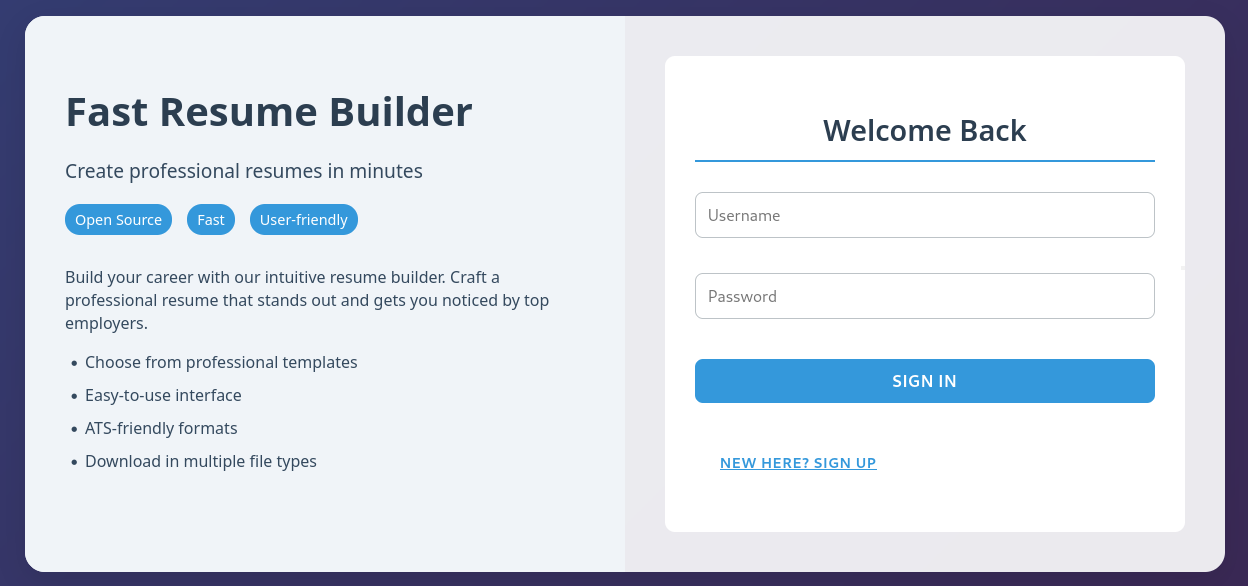 Fast Resume Builder
Create professional resumes in minutes
Open Source Fast User-friendly
Build your career with our intuitive resume builder. Craft a
professional resume that stands out and gets you noticed by top
employers.
• Choose from professional templates
• Easy-to-use interface
• ATS-friendly formats
• Download in multiple file types
Welcome Back
Username
Password
SIGN IN
NEW HERE? SIGN UP